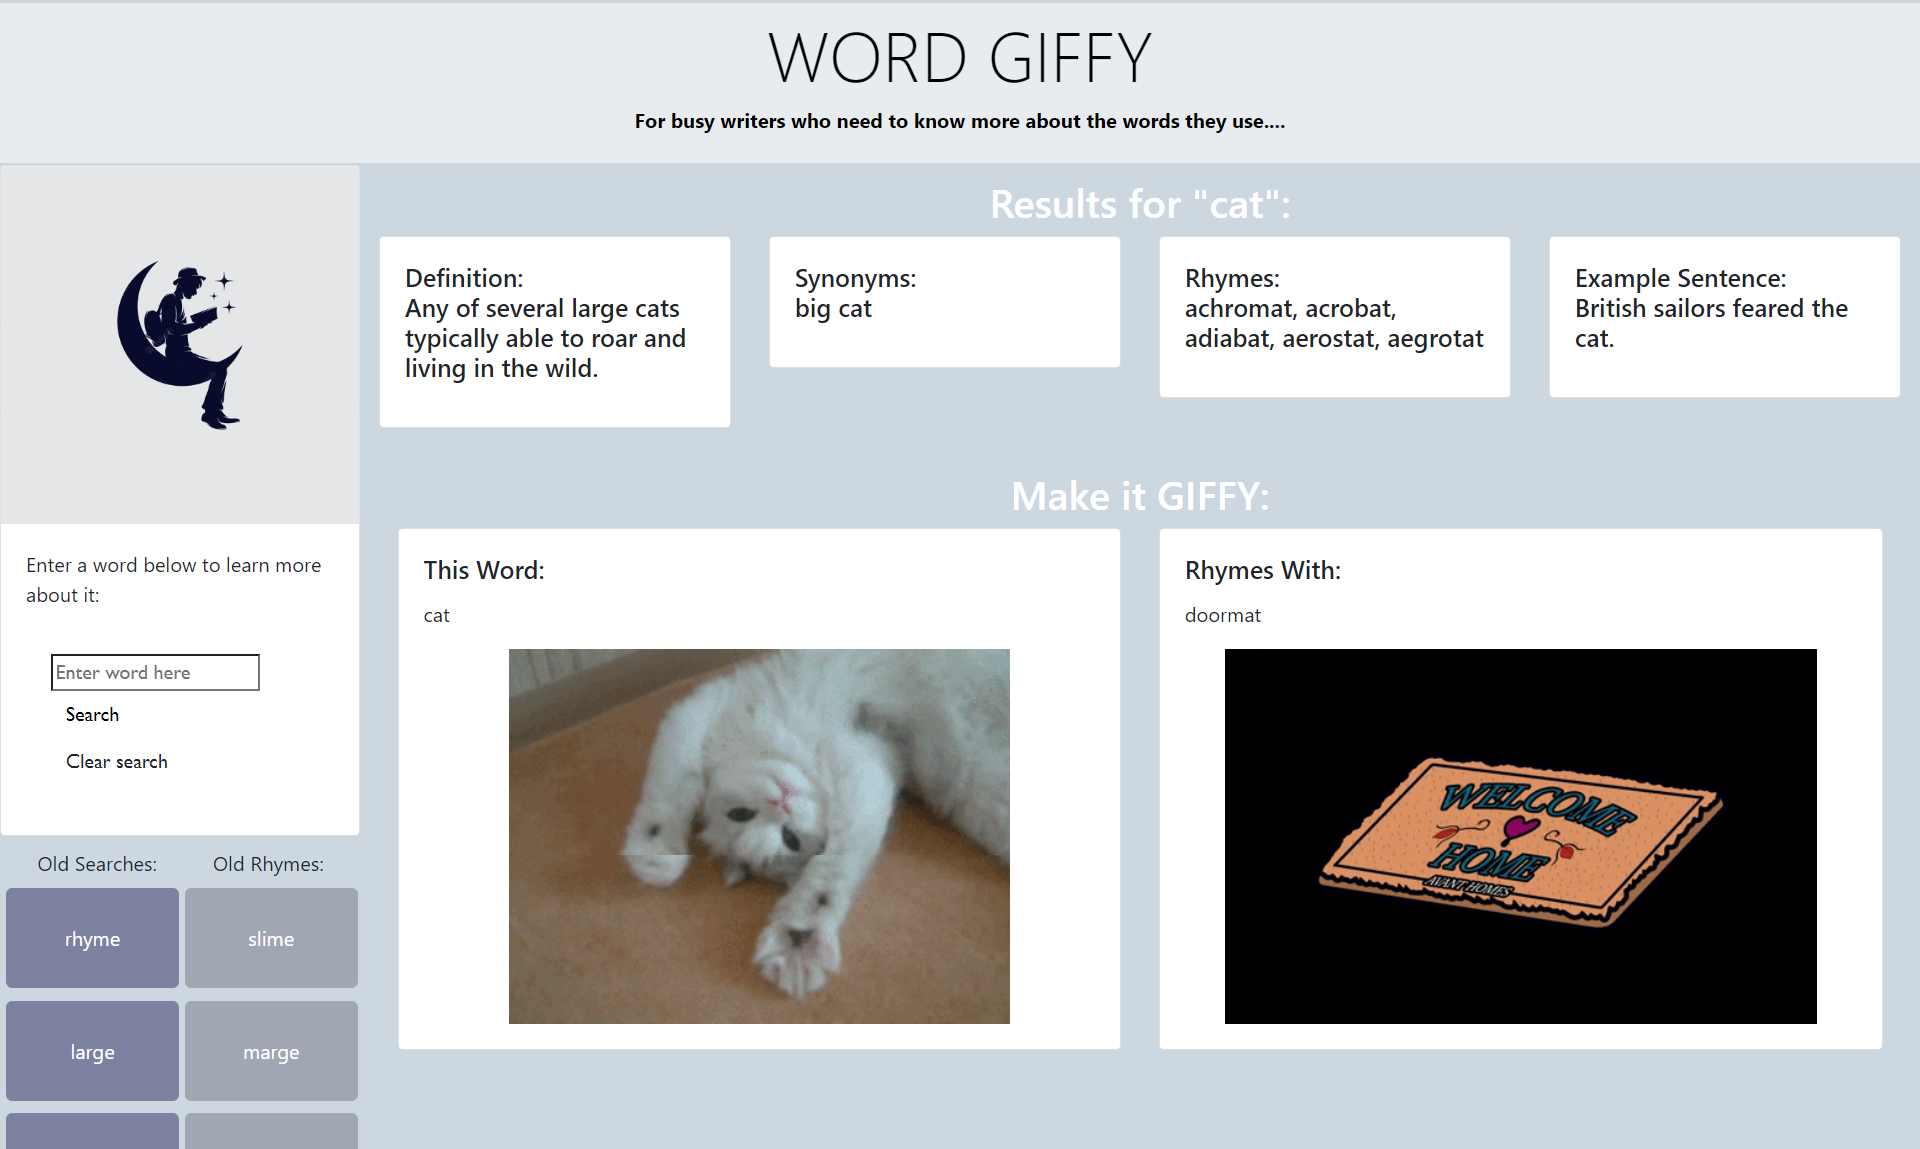 WORD GIFFY
For busy writers who need to know more about the words they use....
Enter a word below to learn more
about it:
Enter word here
Search
Clear search
Old Searches:
Old Rhymes:
rhyme
slime
large
marge
Results for "cat":
Definition:
Any of several large cats
typically able to roar and
living in the wild.
Synonyms:
big cat
Rhymes:
achromat, acrobat,
adiabat, aerostat, aegrotat
Example Sentence:
British sailors feared the
cat.
Make it GIFFY:
This Word:
cat
Rhymes With:
doormat
WELCOME
HOME
AVANT HOMES